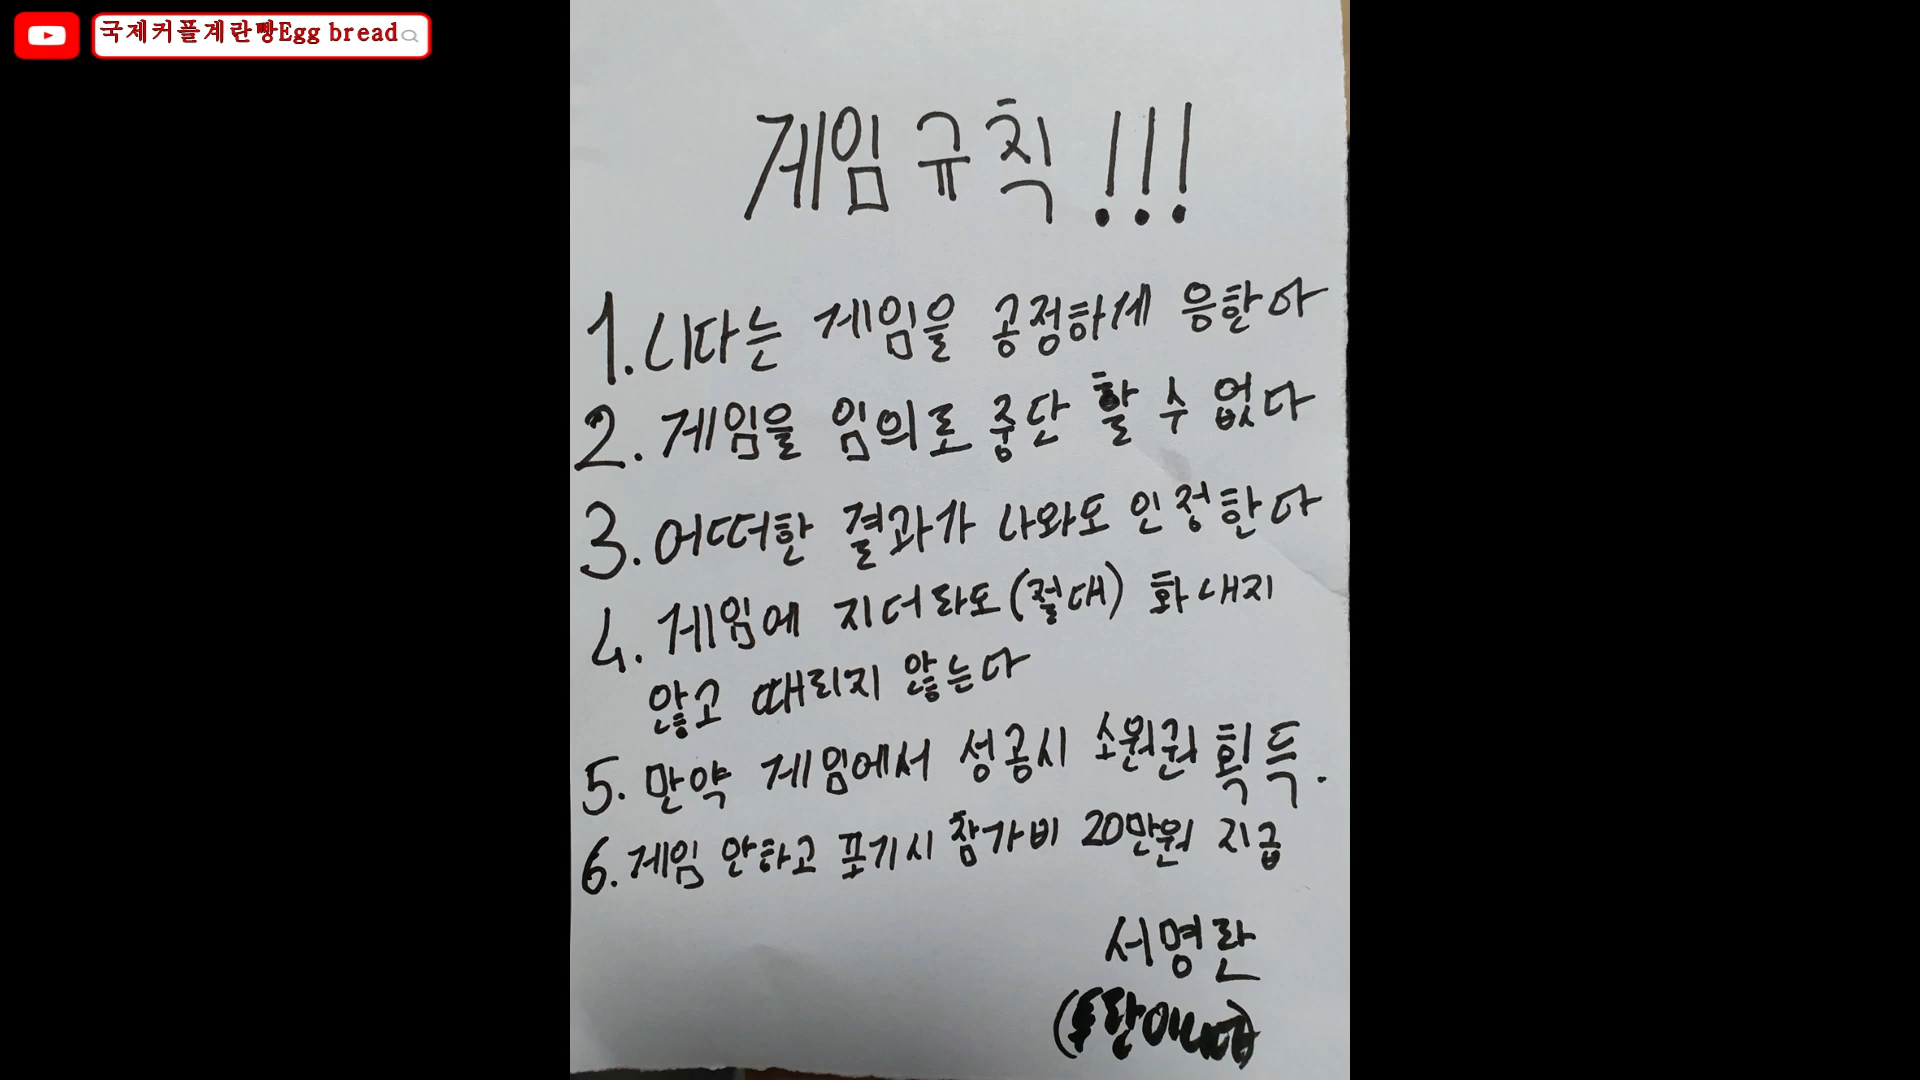 국제커플계란빵Egg bread
게임 규칙!!!
1. 시다는 게임을 공정하게 응한다
2. 게임을 임의로 중단 할 수 없다
3. 어떠한 결과가 나와도 인정한다
4. 게임에 지더라도(절대) 화내지
않고 때리지 않는다
5. 만약 게임에서 성공시 소원권 획득.
6. 게임 안하고 포기시 참가비 20만원 지급
서명란